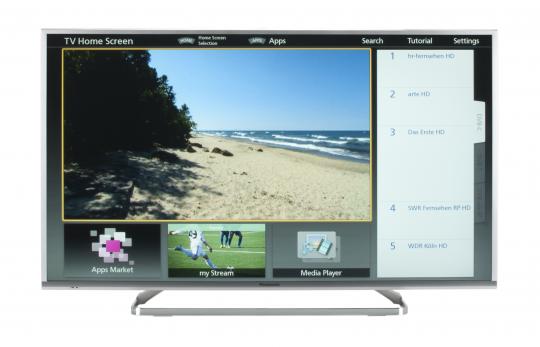 TV Home Screen
HOME
Home Screen
Selection
APPS
Apps
Search
Tutorial
Settings
1 hr-fernsehen HD
2 arte HD
3 Das Erste HD
4 SWR Fernsehen RP HD
5 WDR Köln HD
DVB-C
Apps Market
my Stream
Media Player
Panasonic